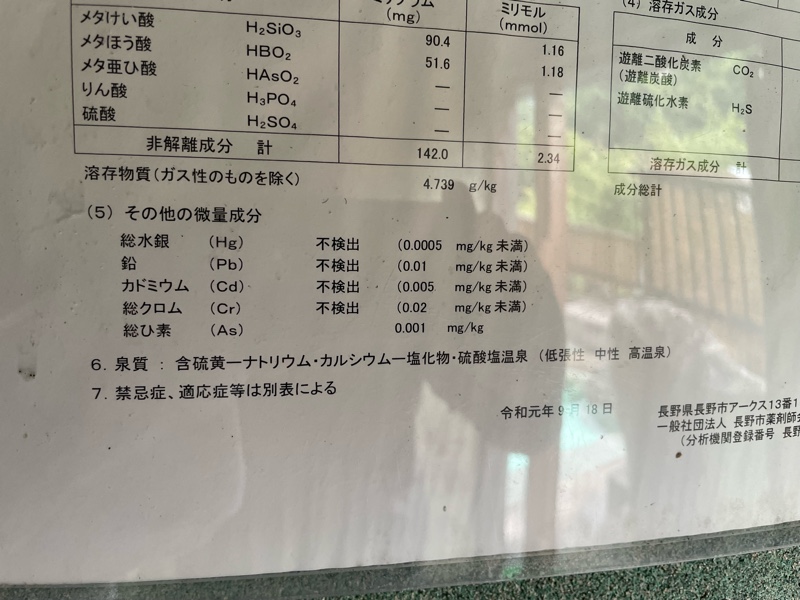 ミリグラム (mg) ミリモル (mmol)
メタけい酸 H₂SiO₃ 90.4 1.16
メタほう酸 HBO₂ 51.6 1.18
メタ亜ひ酸 HAsO₂ — —
りん酸 H₃PO₄ — —
硫酸 H₂SO₄ — —
非解離成分 計 142.0 2.34
溶存物質(ガス性のものを除く) 4.739 g/kg
(5) その他の微量成分
総水銀 (Hg) 不検出 (0.0005 mg/kg 未満)
鉛 (Pb) 不検出 (0.01 mg/kg 未満)
カドミウム (Cd) 不検出 (0.005 mg/kg 未満)
総クロム (Cr) 不検出 (0.02 mg/kg 未満)
総ひ素 (As) 0.001 mg/kg
6. 泉質 : 含硫黄ーナトリウム・カルシウムー塩化物・硫酸塩温泉 (低張性 中性 高温泉)
7. 禁忌症、適応症等は別表による
(4) 溶存ガス成分
成 分
遊離二酸化炭素 CO₂
(遊離炭酸)
遊離硫化水素 H₂S
溶存ガス成分 計
成分総計
令和元年 9 月 18 日
長野県長野市アークス13番1
一般社団法人 長野市薬剤師会
(分析機関登録番号 長野